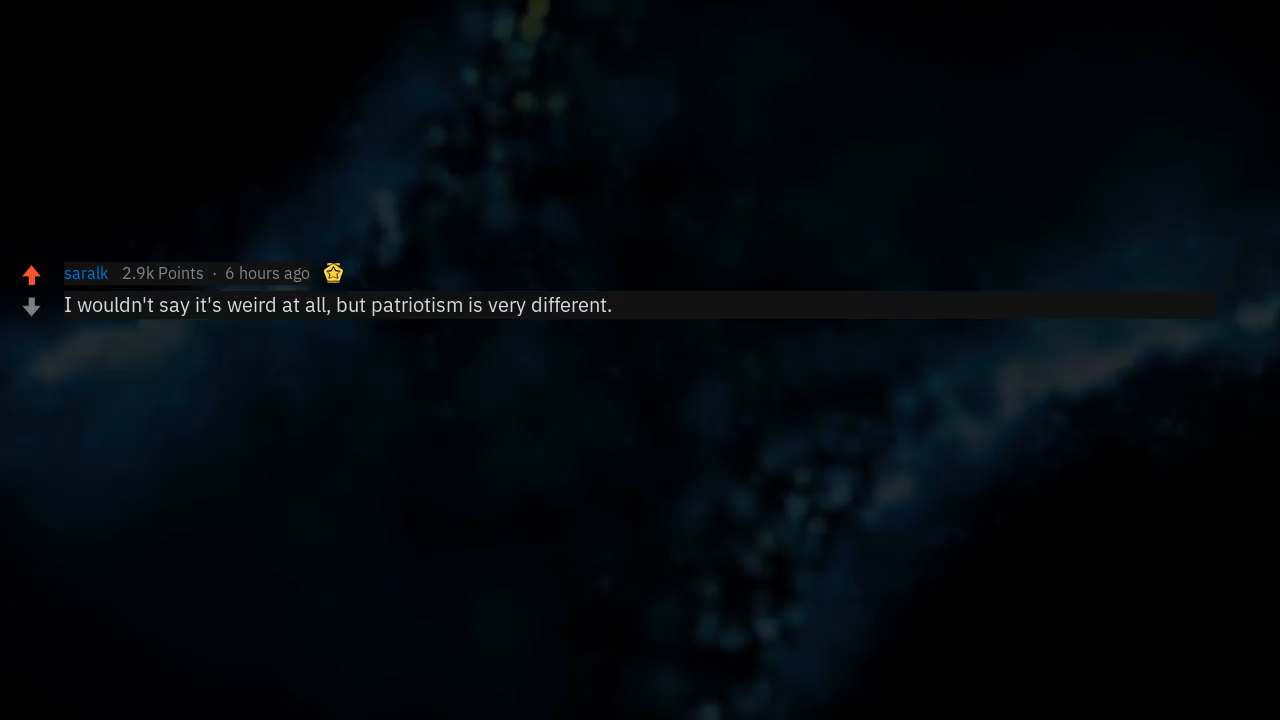 saralk 2.9k Points · 6 hours ago
I wouldn't say it's weird at all, but patriotism is very different.